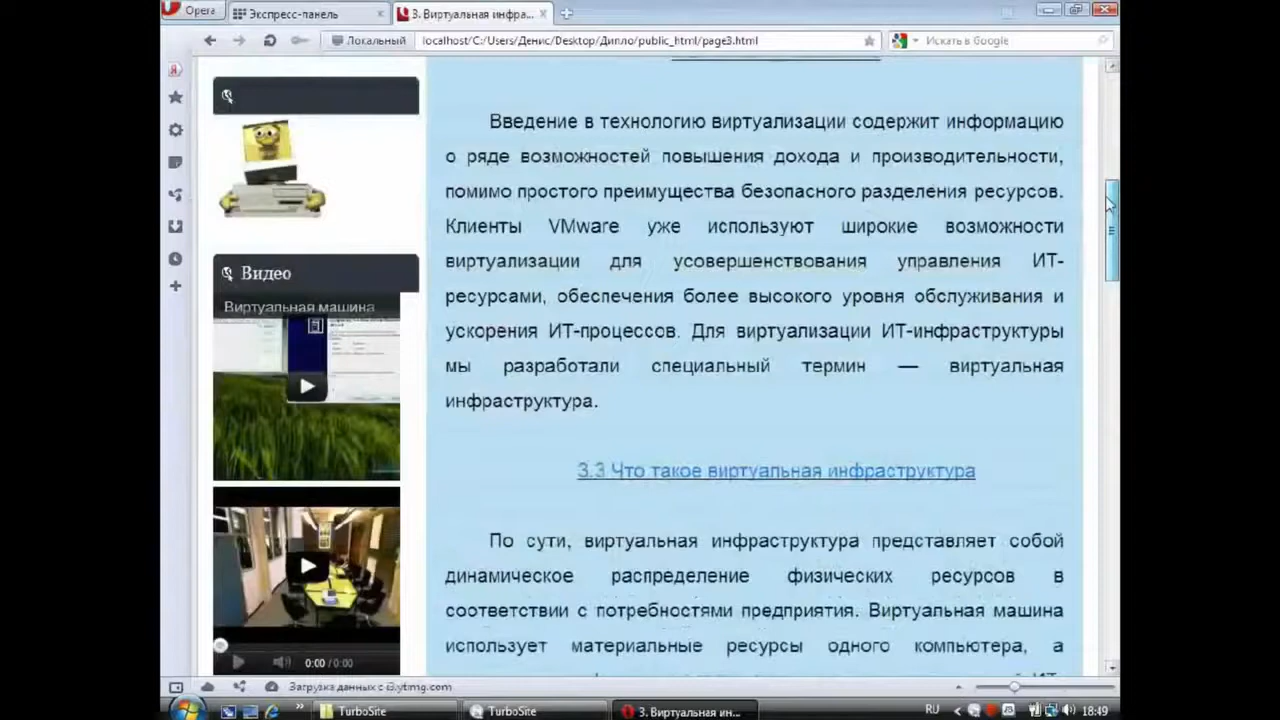 Opera
Экспресс-панель
3. Виртуальная инфра...
Локальный
localhost/C:/Users/Денис/Desktop/Дипло/public_html/page3.html
Искать в Google
Введение в технологию виртуализации содержит информацию
о ряде возможностей повышения дохода и производительности,
помимо простого преимущества безопасного разделения ресурсов.
Клиенты VMware уже используют широкие возможности
виртуализации для усовершенствования управления ИТ-
ресурсами, обеспечения более высокого уровня обслуживания и
ускорения ИТ-процессов. Для виртуализации ИТ-инфраструктуры
мы разработали специальный термин — виртуальная
инфраструктура.
3.3 Что такое виртуальная инфраструктура
По сути, виртуальная инфраструктура представляет собой
динамическое распределение физических ресурсов в
соответствии с потребностями предприятия. Виртуальная машина
использует материальные ресурсы одного компьютера, а
Видео
Виртуальная машина
0:00 / 0:00
Загрузка данных с i3.ytimg.com
TurboSite
TurboSite
3. Виртуальная ин...
RU
18:49